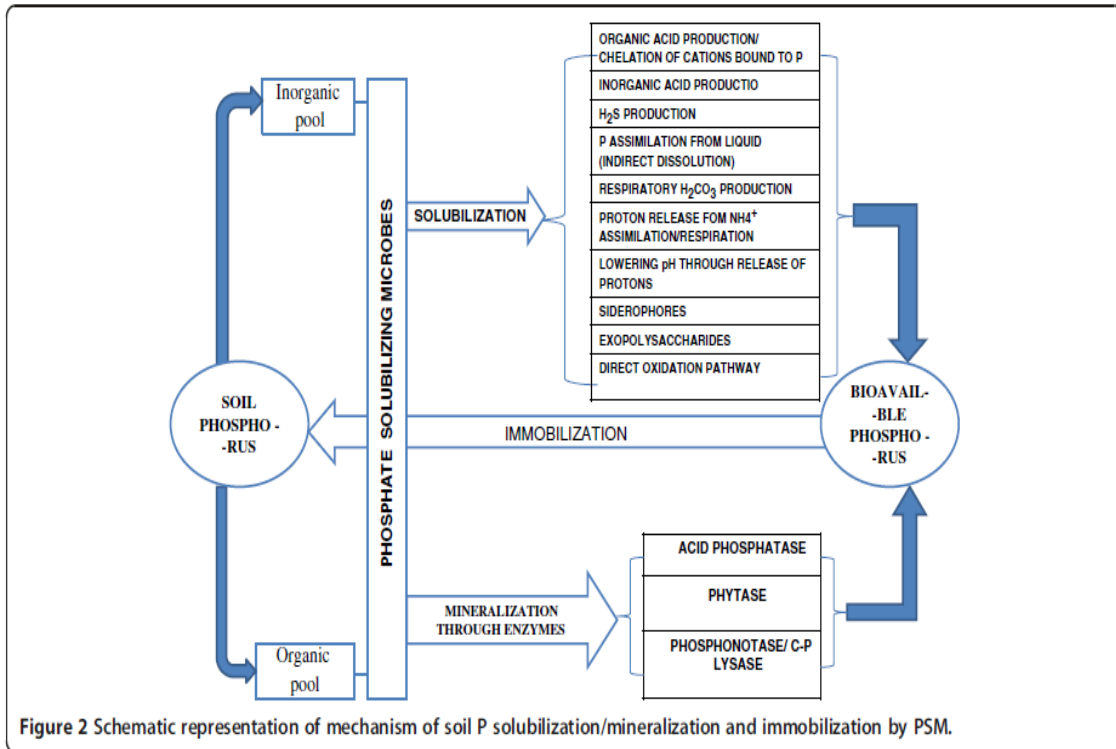 Inorganic
pool
PHOSPHATE SOLUBILIZING MICROBES
SOLUBILIZATION
ORGANIC ACID PRODUCTION/
CHELATION OF CATIONS BOUND TO P
INORGANIC ACID PRODUCTIO
H₂S PRODUCTION
P ASSIMILATION FROM LIQUID
(INDIRECT DISSOLUTION)
RESPIRATORY H₂CO₃ PRODUCTION
PROTON RELEASE FOM NH4⁺
ASSIMILATION/RESPIRATION
LOWERING pH THROUGH RELEASE OF
PROTONS
SIDEROPHORES
EXOPOLYSACCHARIDES
DIRECT OXIDATION PATHWAY
SOIL
PHOSPHO -
-RUS
IMMOBILIZATION
BIOAVAIL-
-BLE
PHOSPHO -
-RUS
MINERALIZATION
THROUGH ENZYMES
ACID PHOSPHATASE
PHYTASE
PHOSPHONOTASE/ C-P
LYSASE
Organic
pool
Figure 2 Schematic representation of mechanism of soil P solubilization/mineralization and immobilization by PSM.